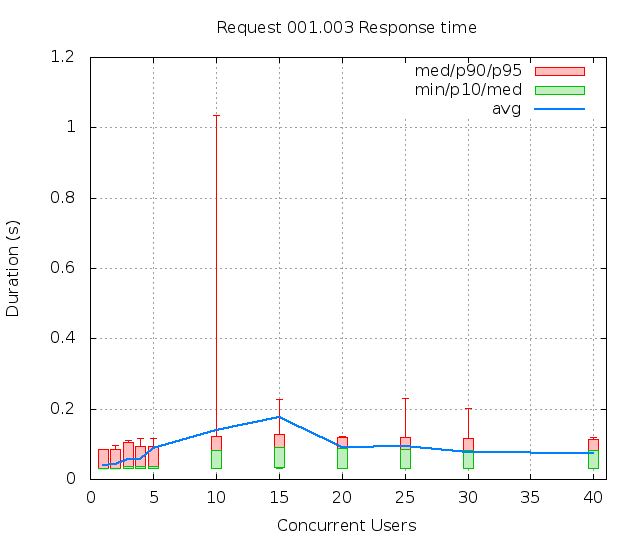 Request 001.003 Response time
1.2
1
0.8
0.6
0.4
0.2
0
med/p90/p95
min/p10/med
avg
Duration (s)
0 5 10 15 20 25 30 35 40
Concurrent Users